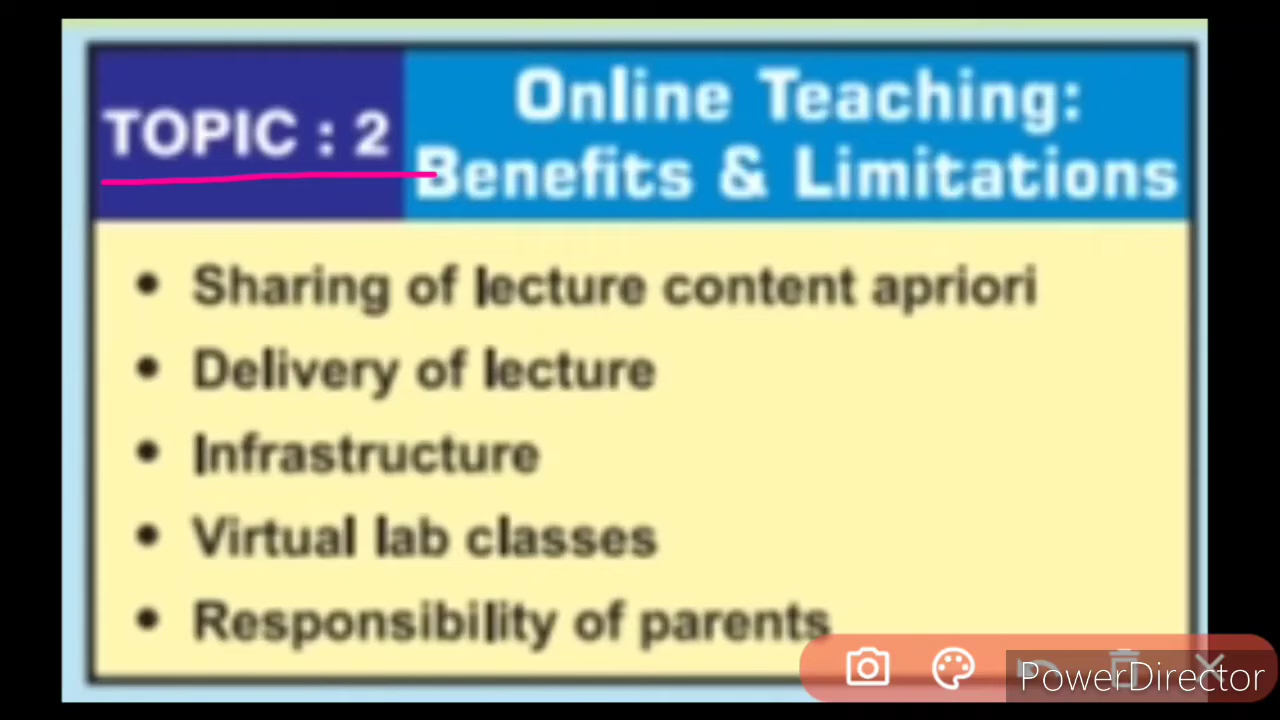 TOPIC : 2
Online Teaching:
Benefits & Limitations
• Sharing of lecture content apriori
• Delivery of lecture
• Infrastructure
• Virtual lab classes
• Responsibility of parents
PowerDirector